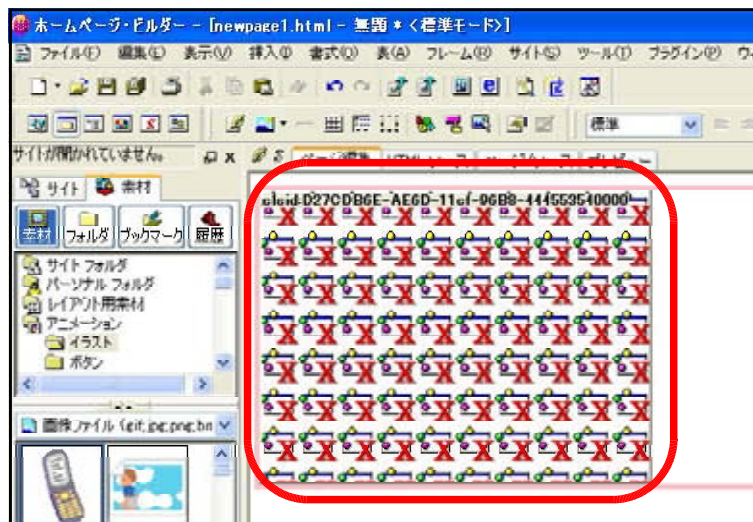 ホームページ・ビルダー - [newpage1.html - 無題 * <標準モード>]
ファイル(F) 編集(E) 表示(V) 挿入(I) 書式(O) 表(A) フレーム(R) サイト(S) ツール(T) プラグイン(P) ウィ
標準
サイトが開かれていません。
サイト 素材
clsid:D27CDB6E-AE6D-11cf-96B8-444553540000
素材 フォルダ ブックマーク 履歴
サイト フォルダ
パーソナル フォルダ
レイアウト用素材
アニメーション
イラスト
ボタン
画像ファイル (gif,jpg,png,bm